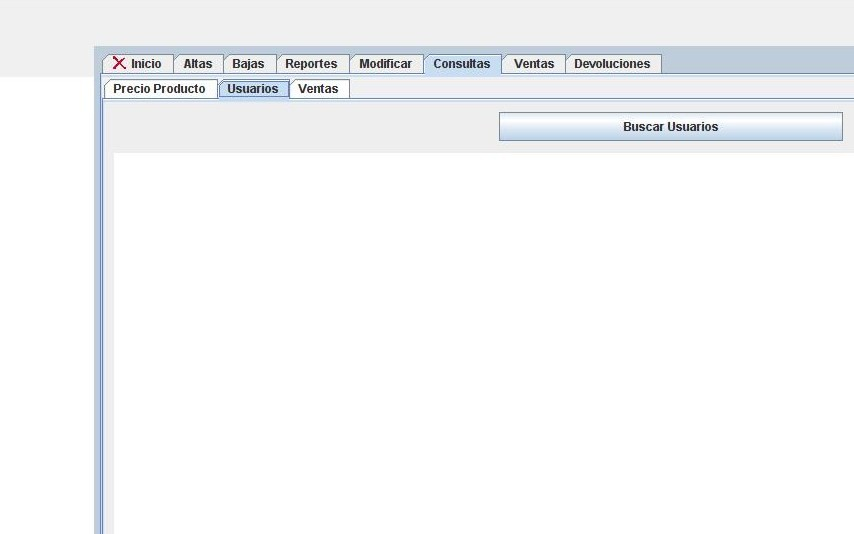 Inicio Altas Bajas Reportes Modificar Consultas Ventas Devoluciones
Precio Producto Usuarios Ventas
Buscar Usuarios